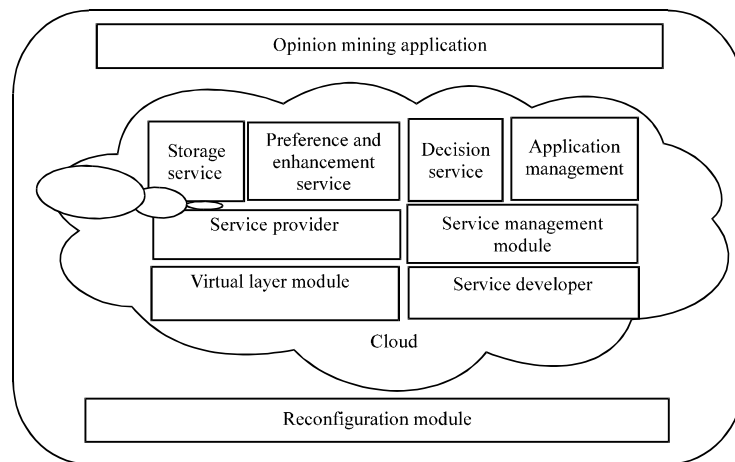 Opinion mining application
Storage
service
Preference and
enhancement
service
Decision
service
Application
management
Service provider
Service management
module
Virtual layer module
Service developer
Cloud
Reconfiguration module